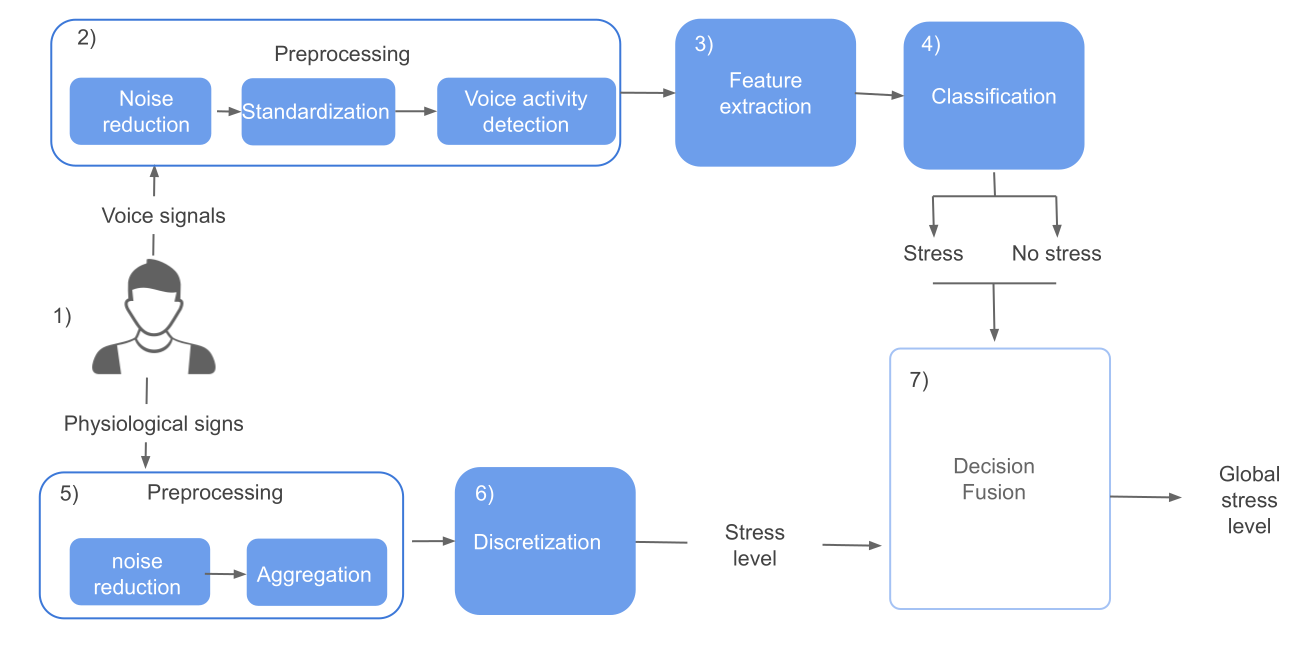 2)
Preprocessing
Noise
reduction
Standardization
Voice activity
detection
3)
Feature
extraction
4)
Classification
Voice signals
Stress
No stress
1)
Physiological signs
5)
Preprocessing
noise
reduction
Aggregation
6)
Discretization
Stress
level
7)
Decision
Fusion
Global
stress
level